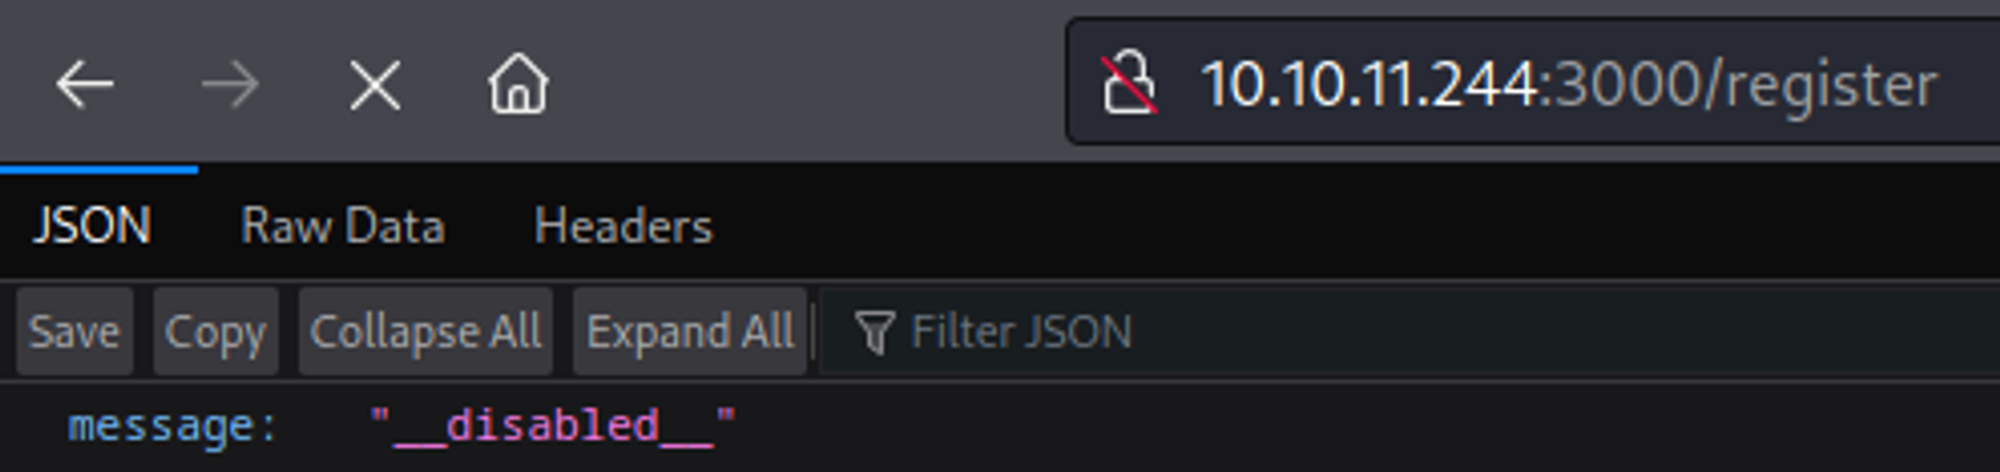 10.10.11.244:3000/register
JSON Raw Data Headers
Save Copy Collapse All Expand All Filter JSON
message: "__disabled__"